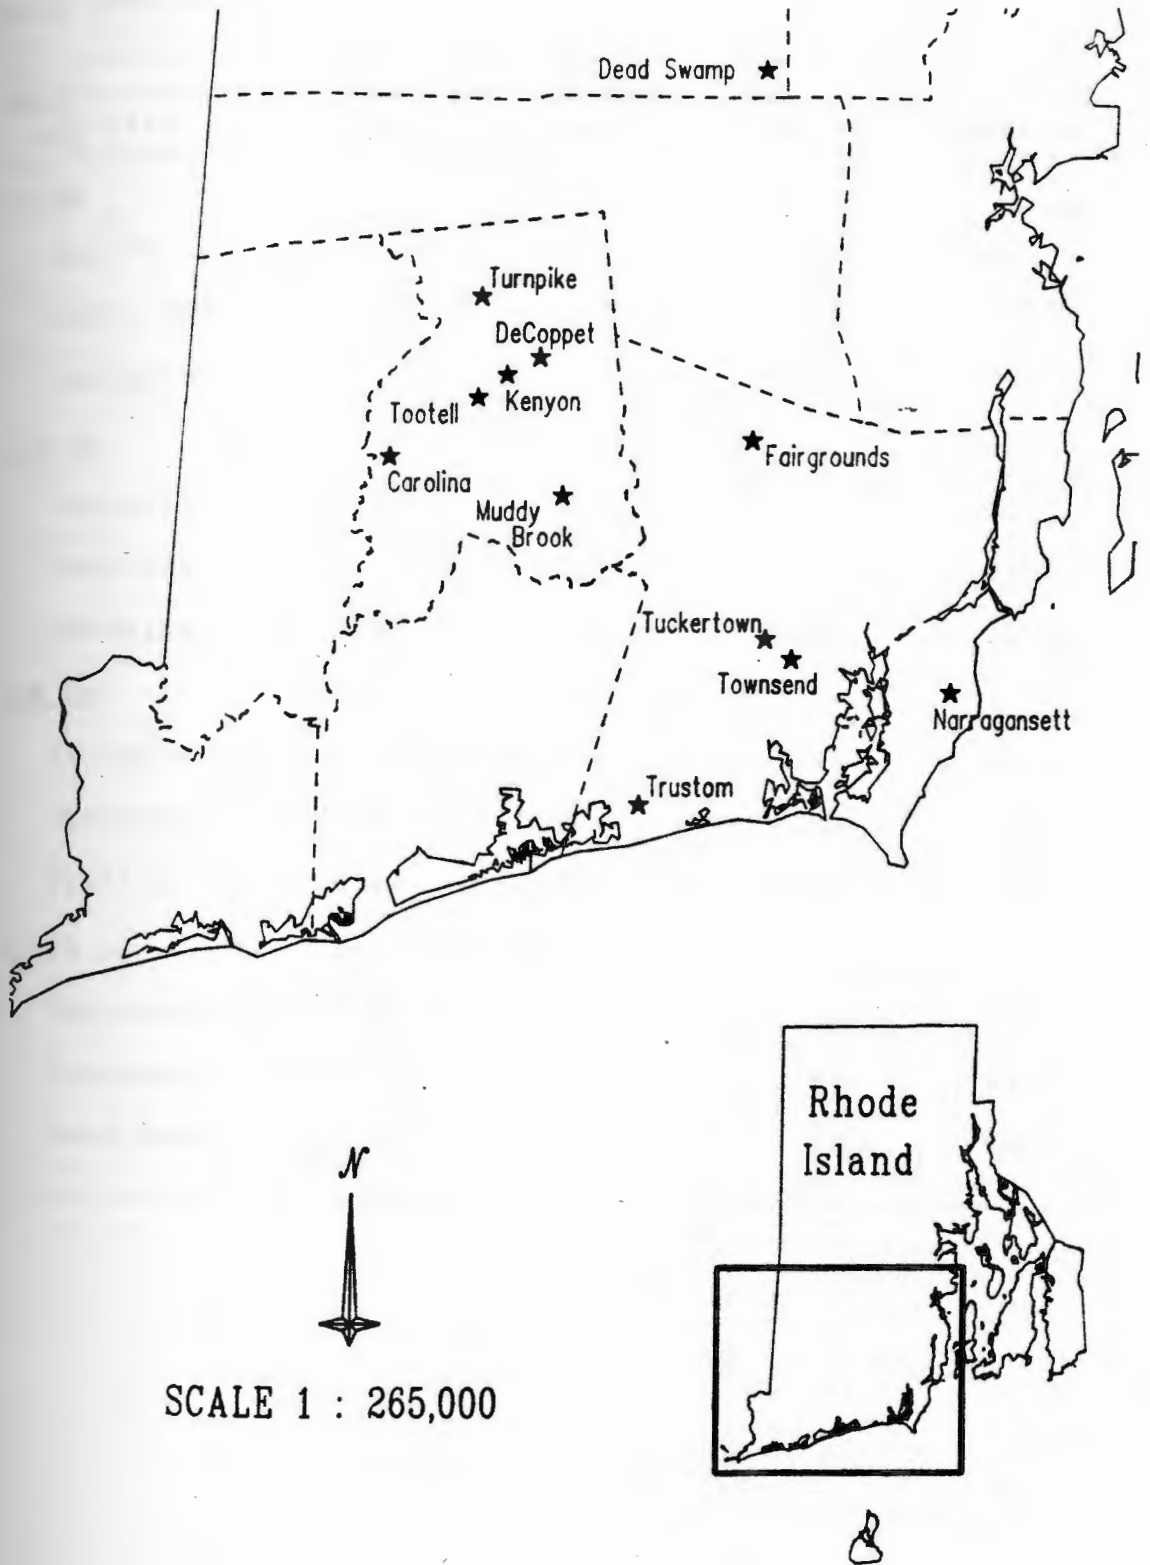 Dead Swamp
Turnpike
DeCoppet
Kenyon
Tootell
Carolina
Fairgrounds
Muddy
Brook
Tuckertown
Townsend
Narragansett
Trustom
Rhode
Island
N
SCALE 1 : 265,000